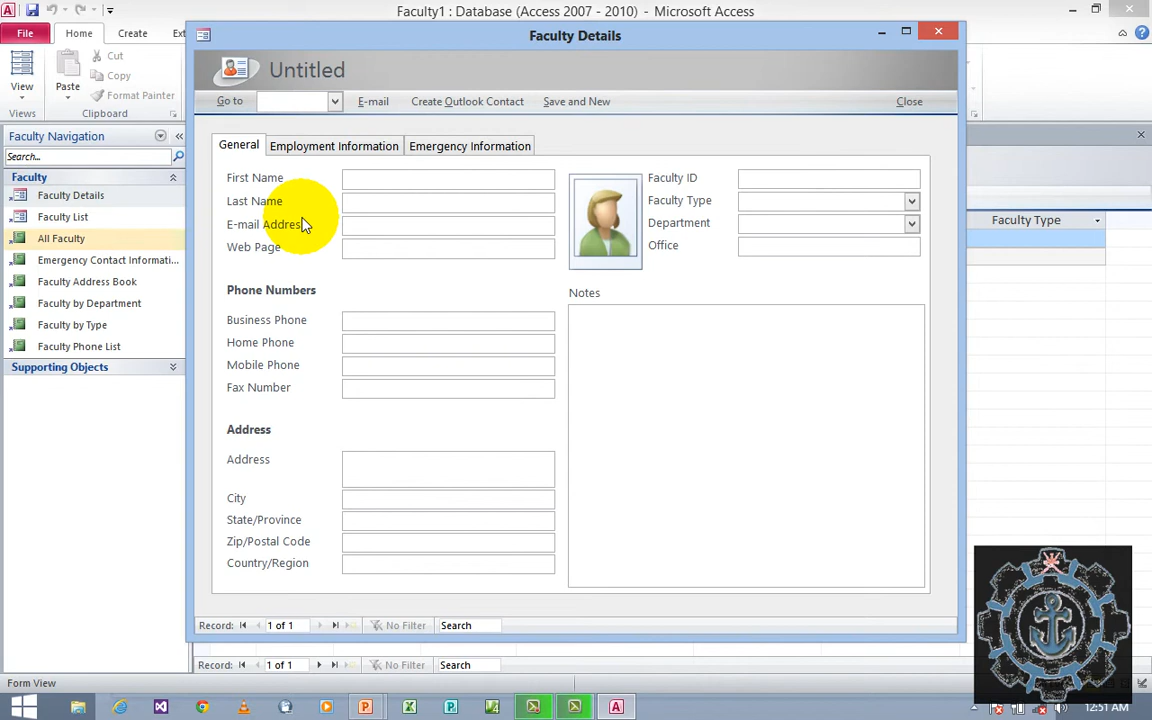 Faculty1 : Database (Access 2007 - 2010) - Microsoft Access
File Home Create Ext
View Paste Cut
Copy
Format Painter
Views Clipboard
Faculty Details
Untitled
Go to E-mail Create Outlook Contact Save and New Close
Faculty Navigation
Search...
Faculty
Faculty Details
Faculty List
All Faculty
Emergency Contact Informati...
Faculty Address Book
Faculty by Department
Faculty by Type
Faculty Phone List
Supporting Objects
General Employment Information Emergency Information
First Name
Last Name
E-mail Address
Web Page
Phone Numbers
Business Phone
Home Phone
Mobile Phone
Fax Number
Address
Address
City
State/Province
Zip/Postal Code
Country/Region
Faculty ID
Faculty Type
Department
Office
Notes
Faculty Type
Record: 1 of 1 No Filter Search
Record: 1 of 1 No Filter Search
Form View
12:51 AM